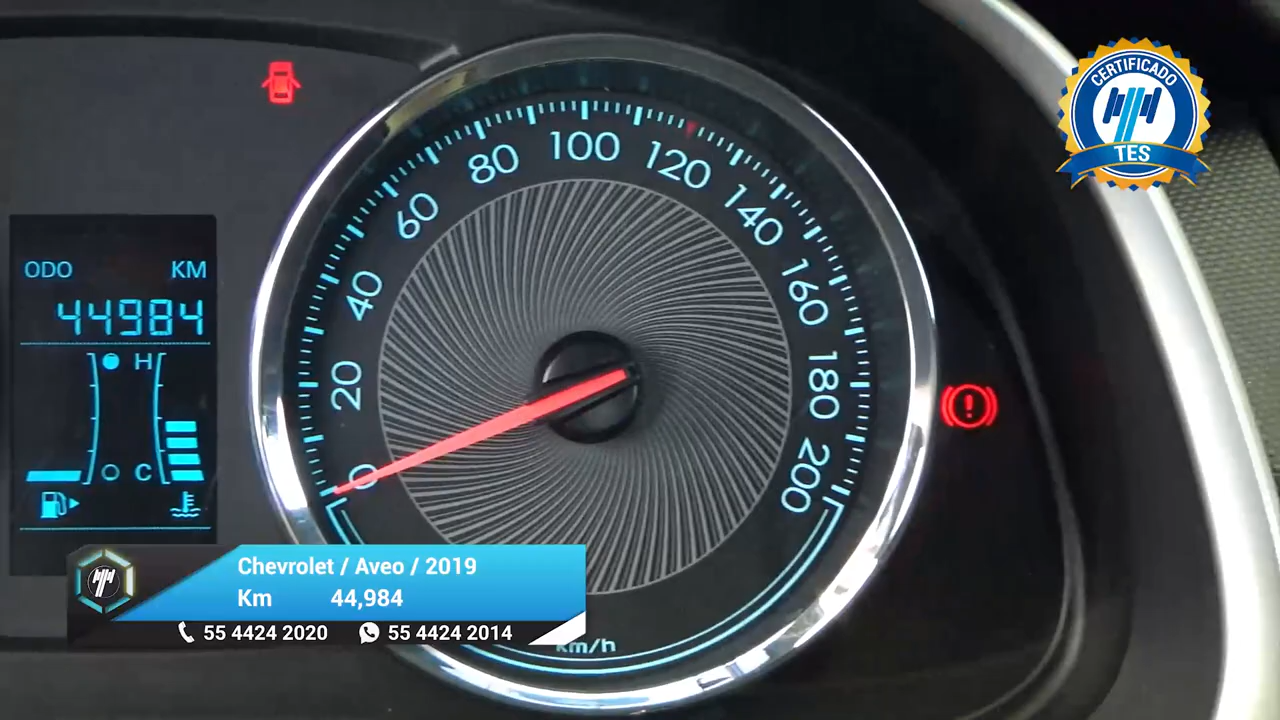 CERTIFICADO
TES
ODO KM
44984
H
C
0
20
40
60
80
100
120
140
160
180
200
km/h
Chevrolet / Aveo / 2019
Km 44,984
55 4424 2020 55 4424 2014